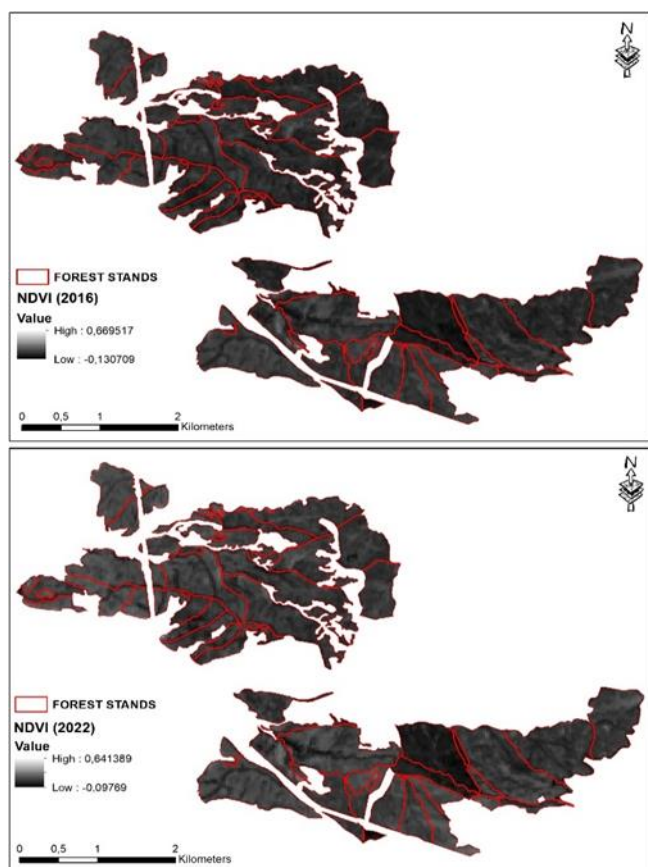 N
FOREST STANDS
NDVI (2016)
Value
High : 0,669517
Low : -0,130709
0 0,5 1 2
Kilometers
N
FOREST STANDS
NDVI (2022)
Value
High : 0,641389
Low : -0,09769
0 0,5 1 2
Kilometers